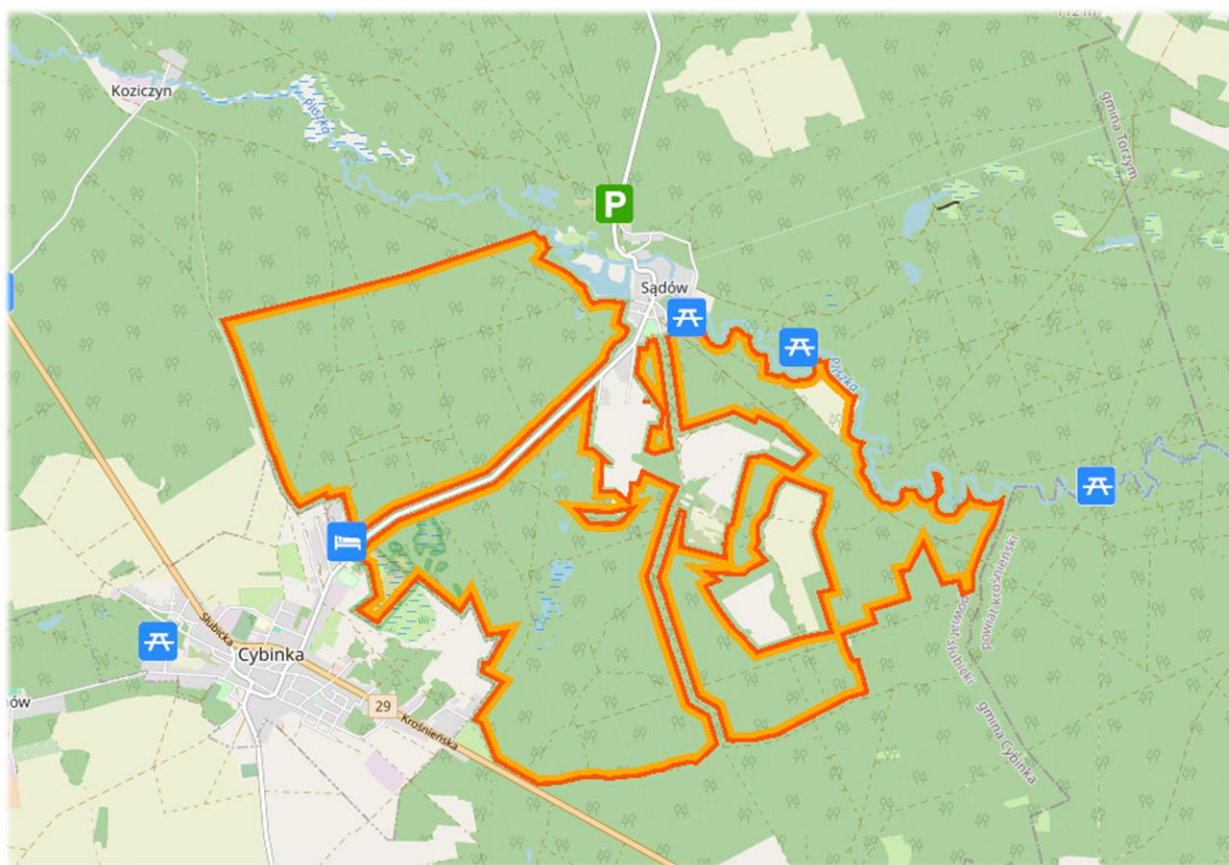 Koziczyn
Pliszka
gmina Torzym
P
Sądów
Pliszka
Słubicka
Cybinka
29
Krośnieńska
powiat słubicki
powiat krośnieński
gmina Cybinka
ów